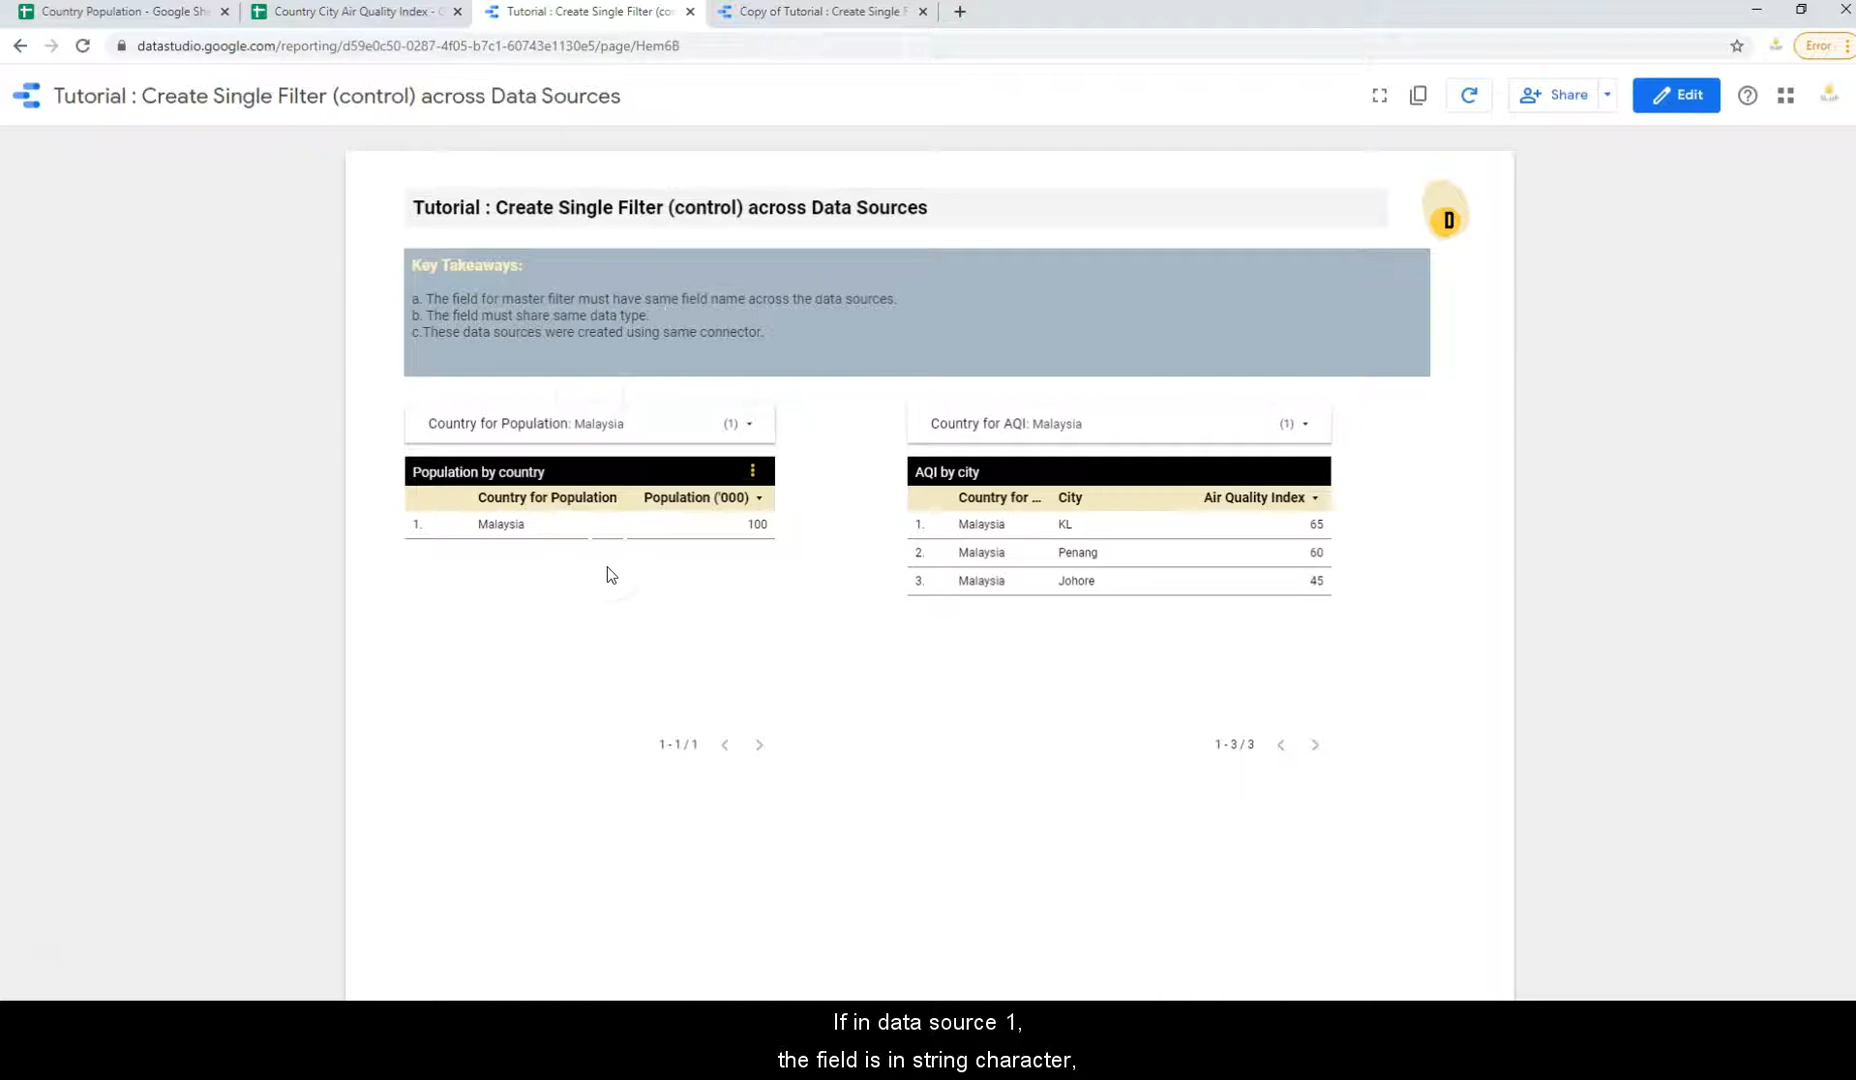 Country Population - Google She
Country City Air Quality Index - G
Tutorial : Create Single Filter (con
Copy of Tutorial : Create Single F
datastudio.google.com/reporting/d59e0c50-0287-4f05-b7c1-60743e1130e5/page/Hem6B
Error
Tutorial : Create Single Filter (control) across Data Sources
Share
Edit
Tutorial : Create Single Filter (control) across Data Sources
D
Key Takeaways:
a. The field for master filter must have same field name across the data sources.
b. The field must share same data type.
c.These data sources were created using same connector.
Country for Population: Malaysia (1)
Country for AQI: Malaysia (1)
Population by country
AQI by city
Country for Population Population ('000)
Country for ... City Air Quality Index
1. Malaysia 100
1. Malaysia KL 65
2. Malaysia Penang 60
3. Malaysia Johore 45
1 - 1 / 1
1 - 3 / 3
If in data source 1,
the field is in string character,